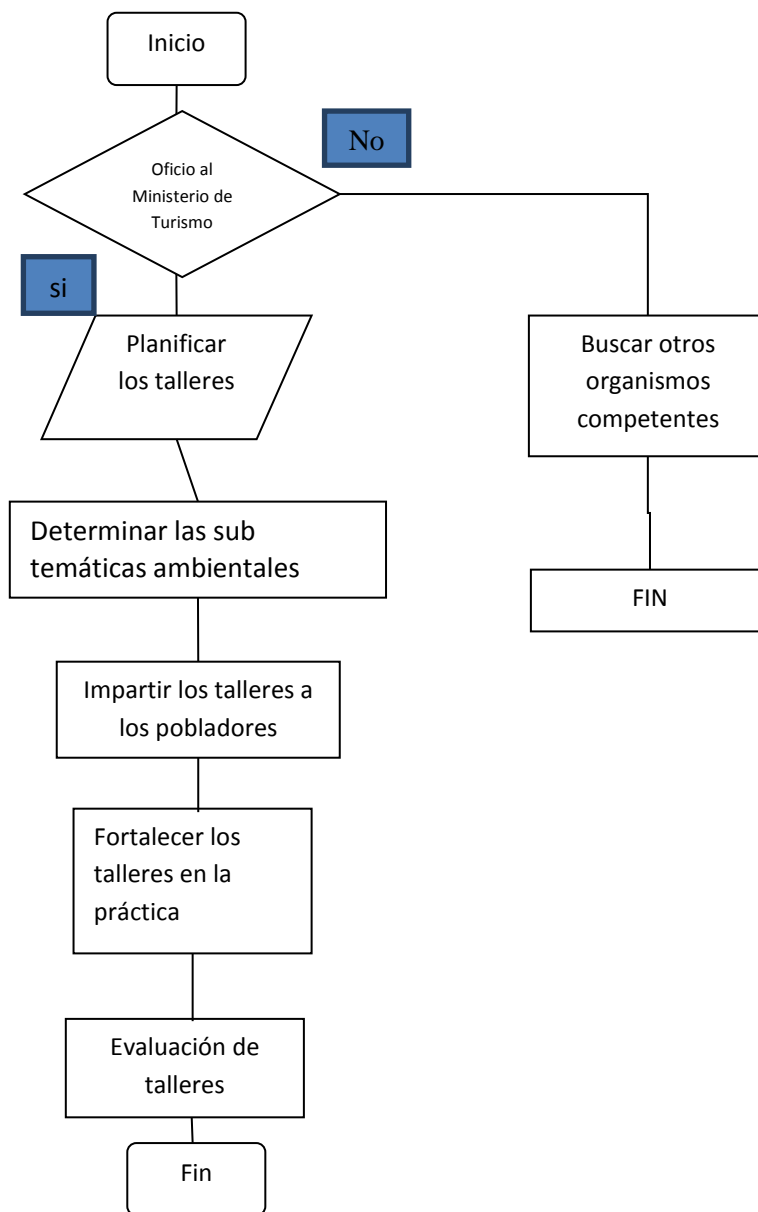 Inicio
No
Oficio al
Ministerio de
Turismo
si
Planificar
los talleres
Buscar otros
organismos
competentes
Determinar las sub
temáticas ambientales
FIN
Impartir los talleres a
los pobladores
Fortalecer los
talleres en la
práctica
Evaluación de
talleres
Fin